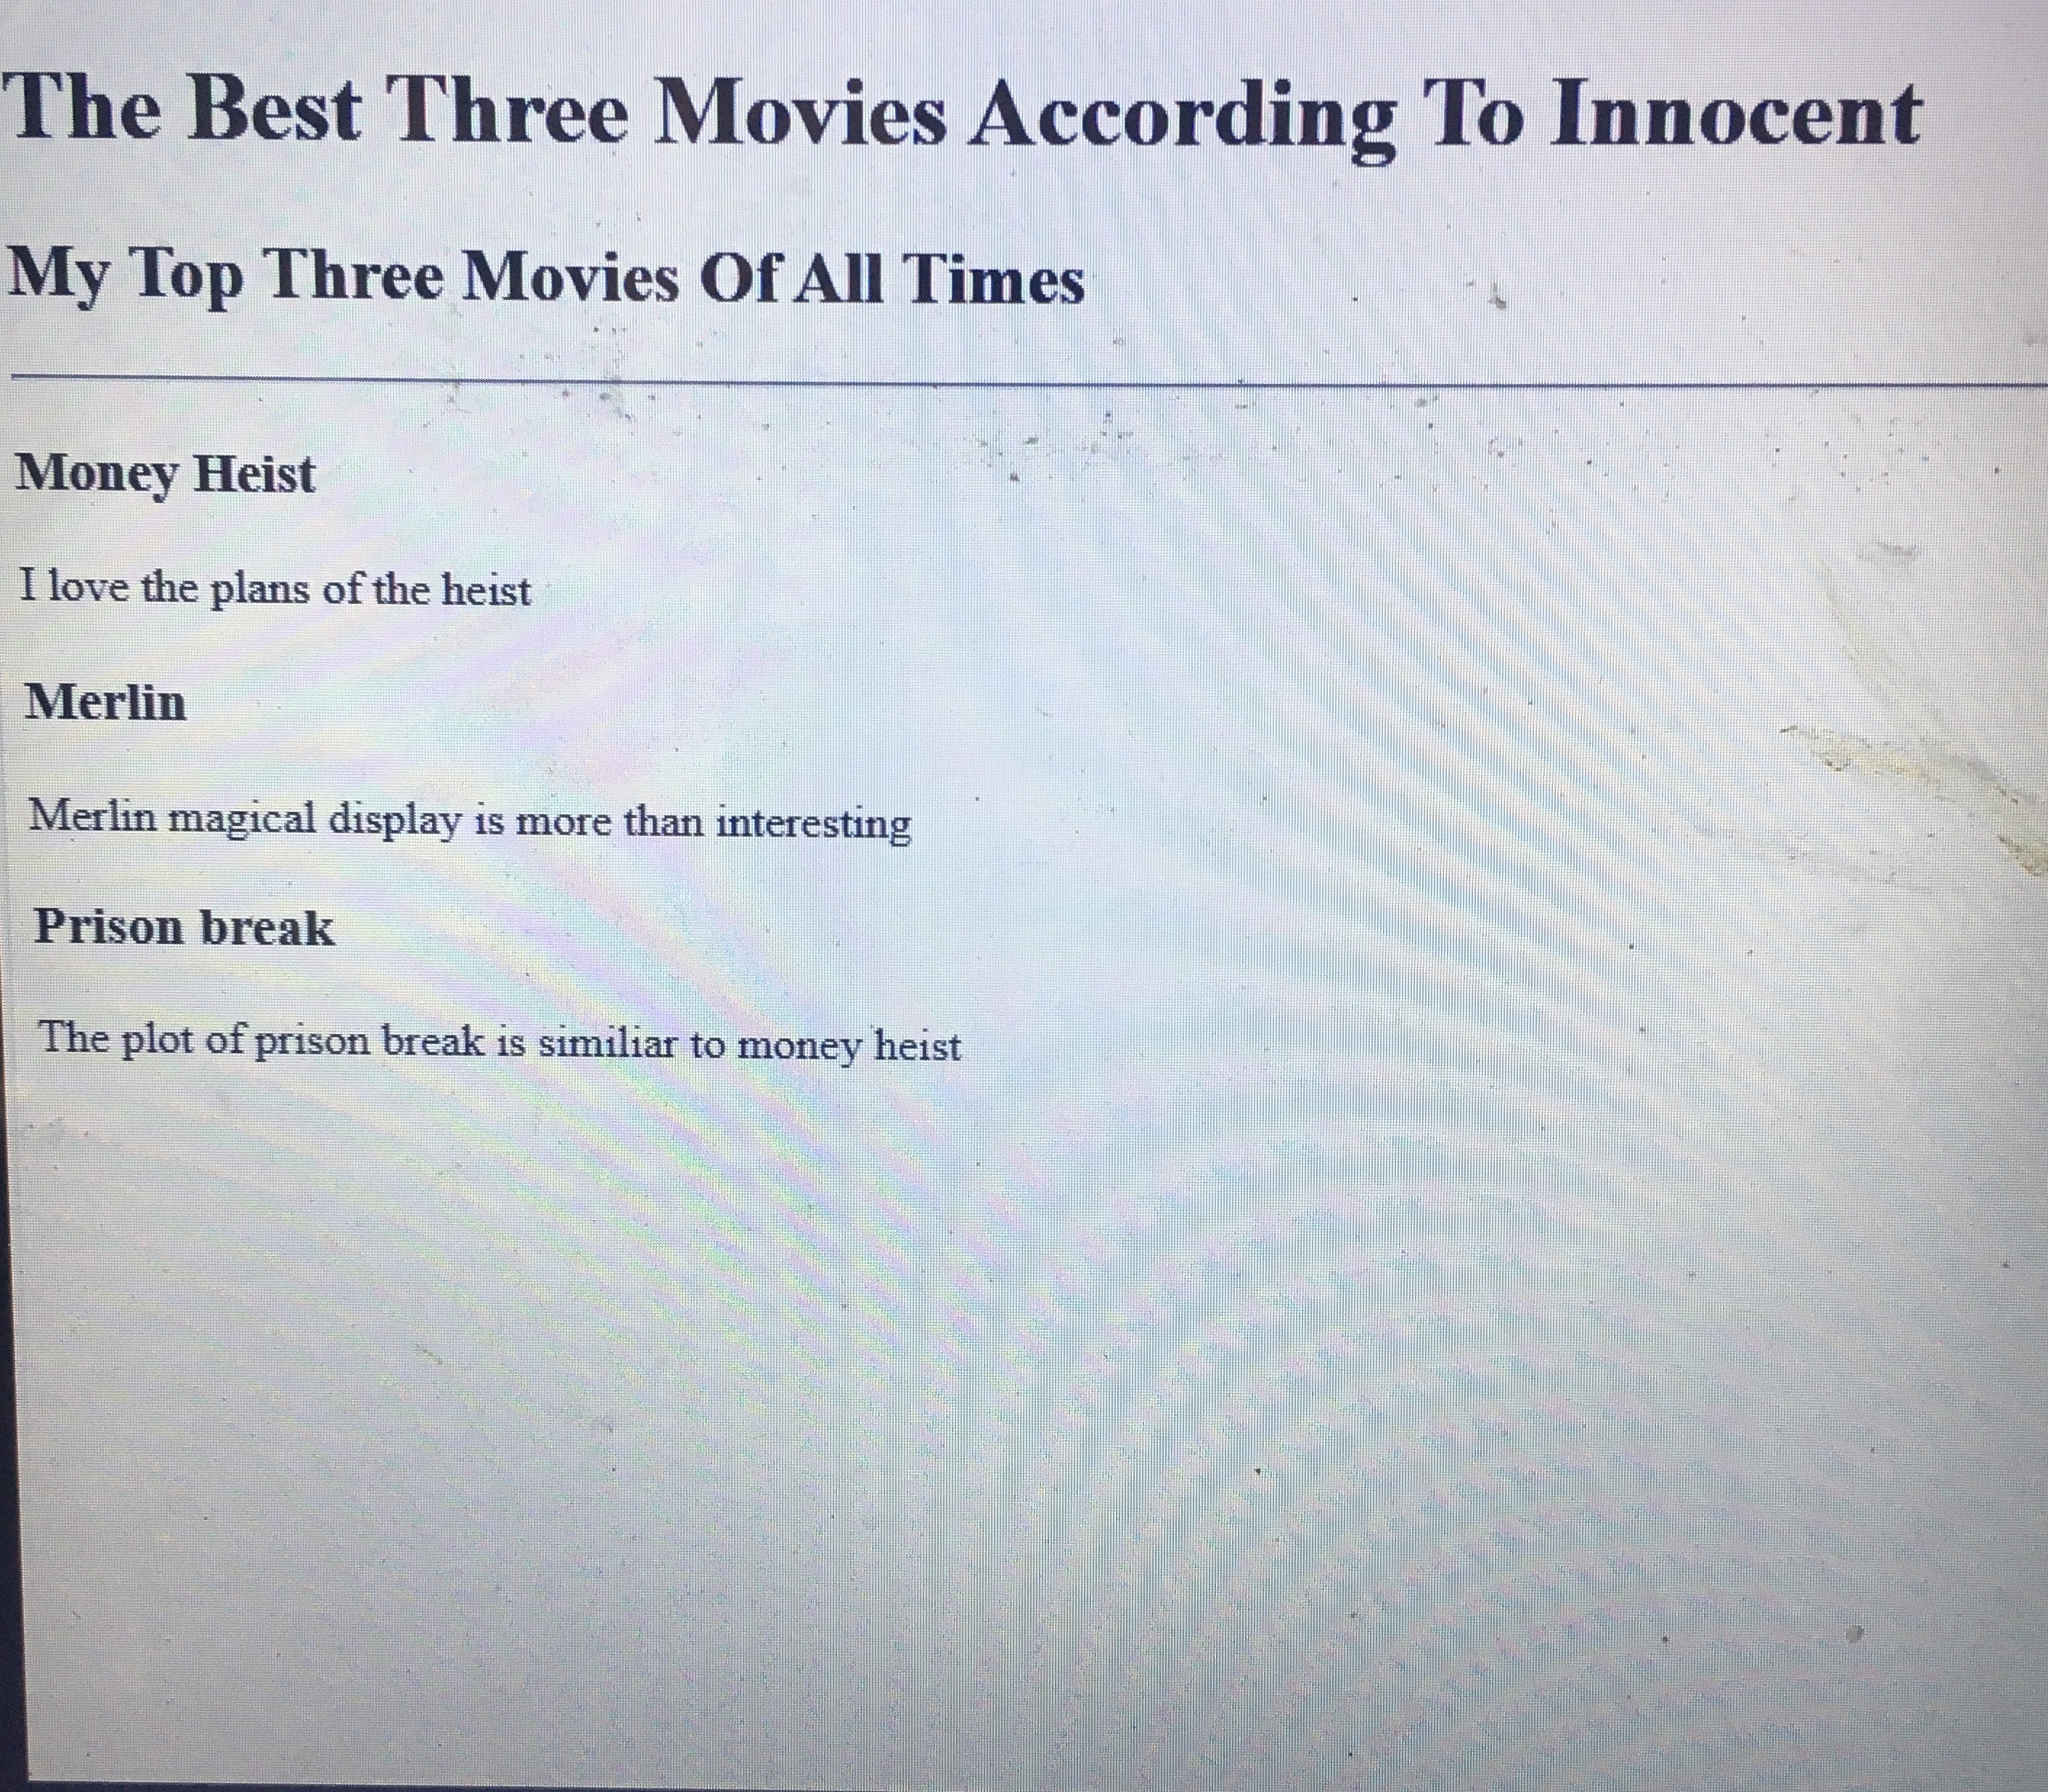 The Best Three Movies According To Innocent
My Top Three Movies Of All Times
Money Heist
I love the plans of the heist
Merlin
Merlin magical display is more than interesting
Prison break
The plot of prison break is similiar to money heist